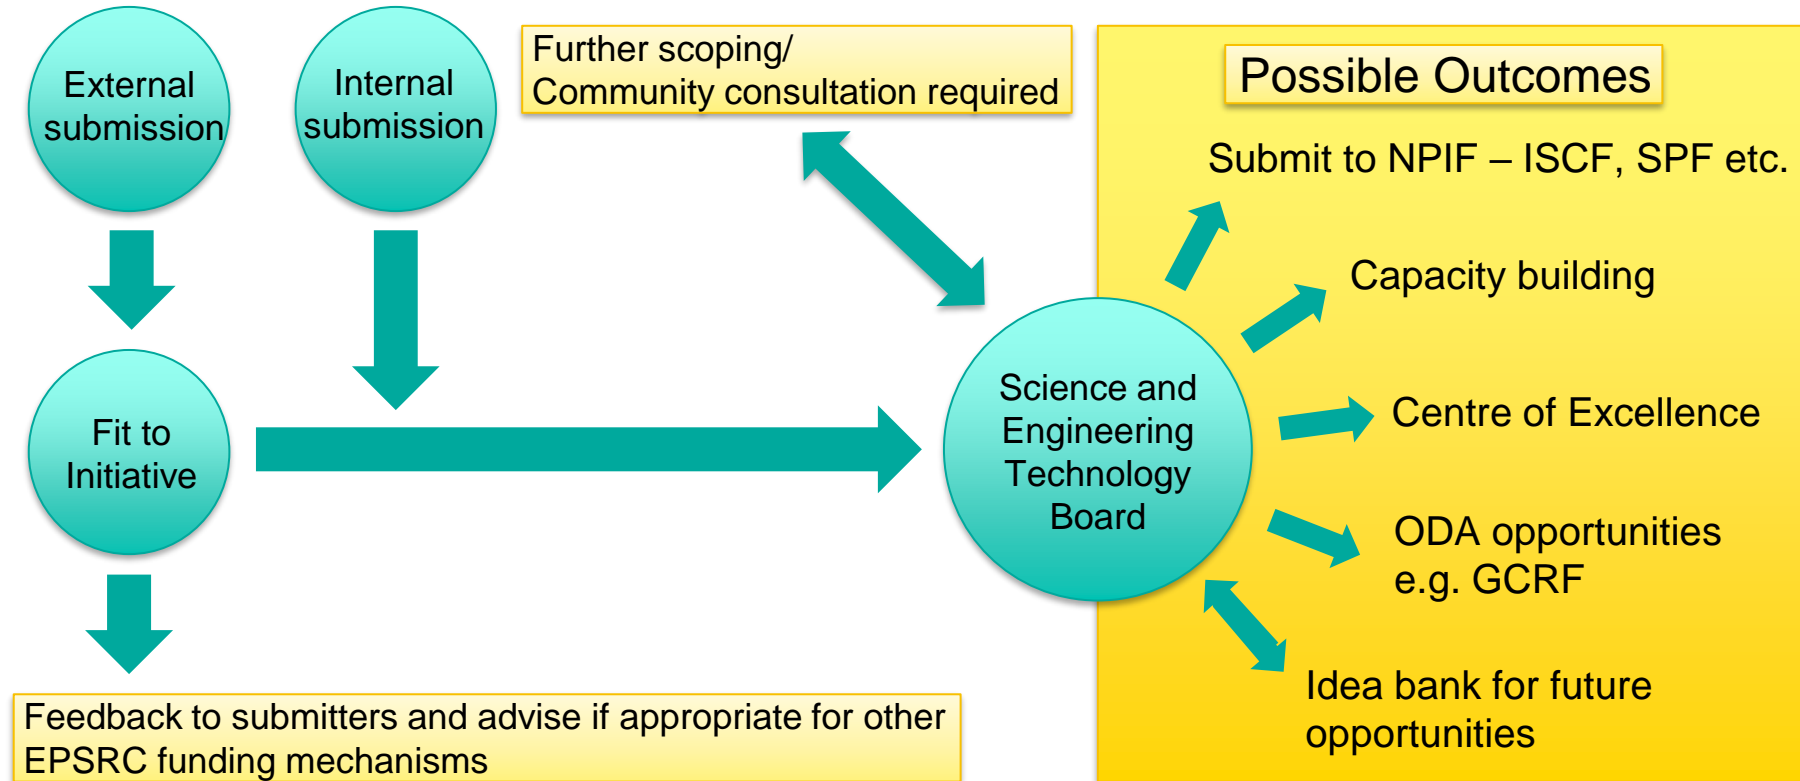 External
submission
Internal
submission
Further scoping/
Community consultation required
Possible Outcomes
Submit to NPIF – ISCF, SPF etc.
Capacity building
Centre of Excellence
ODA opportunities
e.g. GCRF
Idea bank for future
opportunities
Science and
Engineering
Technology
Board
Fit to
Initiative
Feedback to submitters and advise if appropriate for other
EPSRC funding mechanisms